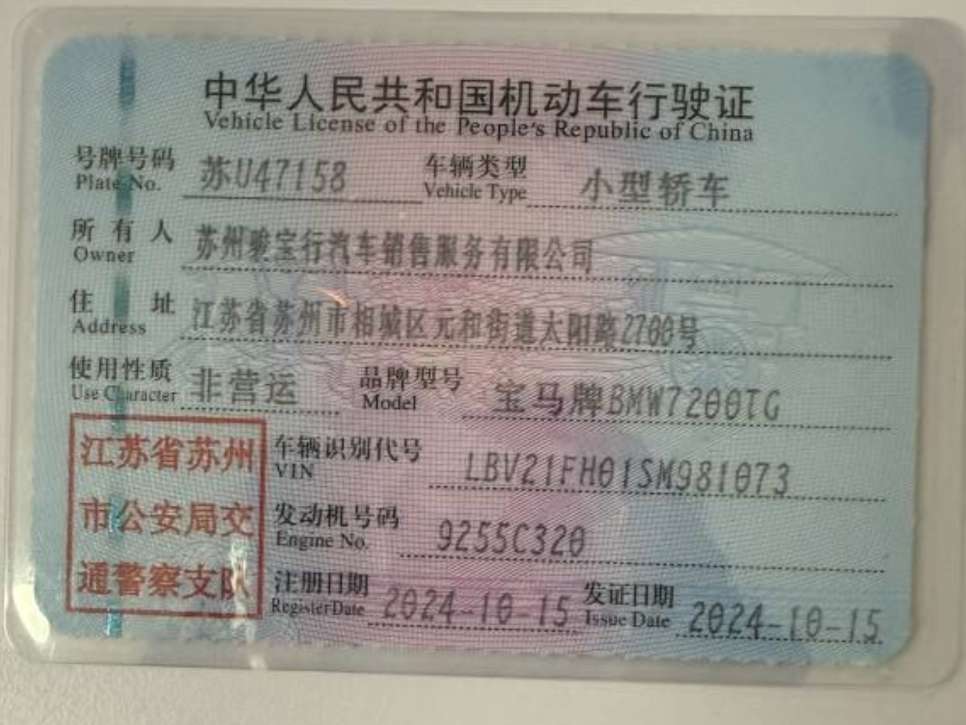 中华人民共和国机动车行驶证
Vehicle License of the People's Republic of China
号牌号码 苏U47158 车辆类型 小型轿车
Plate No. Vehicle Type
所有人 苏州骏宝行汽车销售服务有限公司
Owner
住址 江苏省苏州市相城区元和街道太阳路2700号
Address
使用性质 非营运 品牌型号 宝马牌BMW7200TG
Use Character Model
江苏省苏州 车辆识别代号 LBV21FH01SM981073
VIN
市公安局交 发动机号码 9255C320
Engine No.
通警察支队 注册日期 2024-10-15 发证日期 2024-10-15
Register Date Issue Date